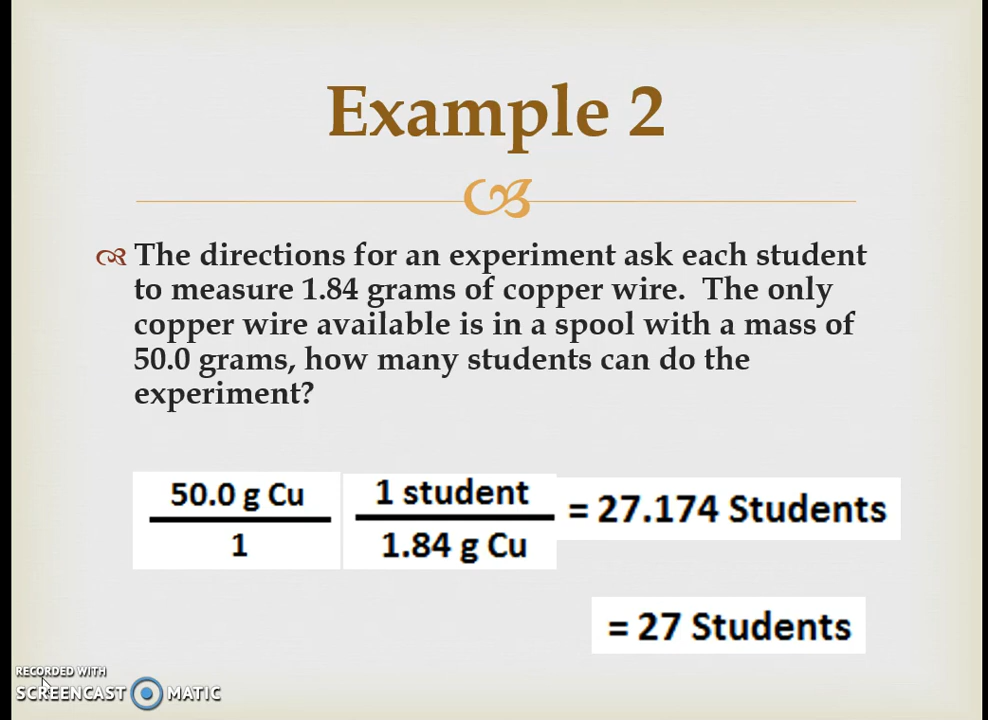 Example 2
The directions for an experiment ask each student
to measure 1.84 grams of copper wire.  The only
copper wire available is in a spool with a mass of
50.0 grams, how many students can do the
experiment?
50.0 g Cu 1 student
= 27.174 Students
1 1.84 g Cu
= 27 Students
RECORDED WITH
SCREENCAST MATIC